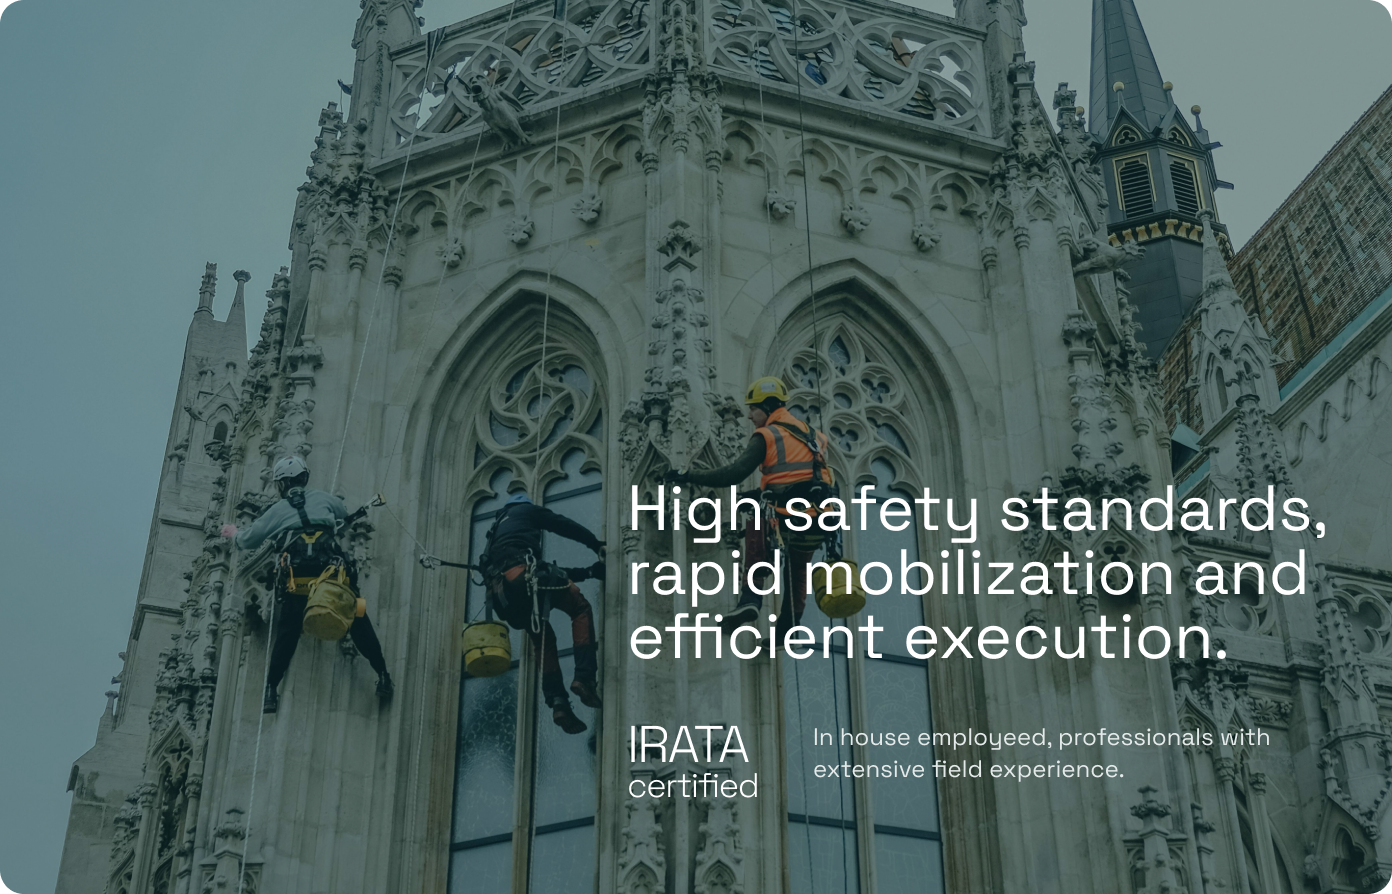 High safety standards,
rapid mobilization and
efficient execution.
IRATA
certified
In house employeed, professionals with
extensive field experience.